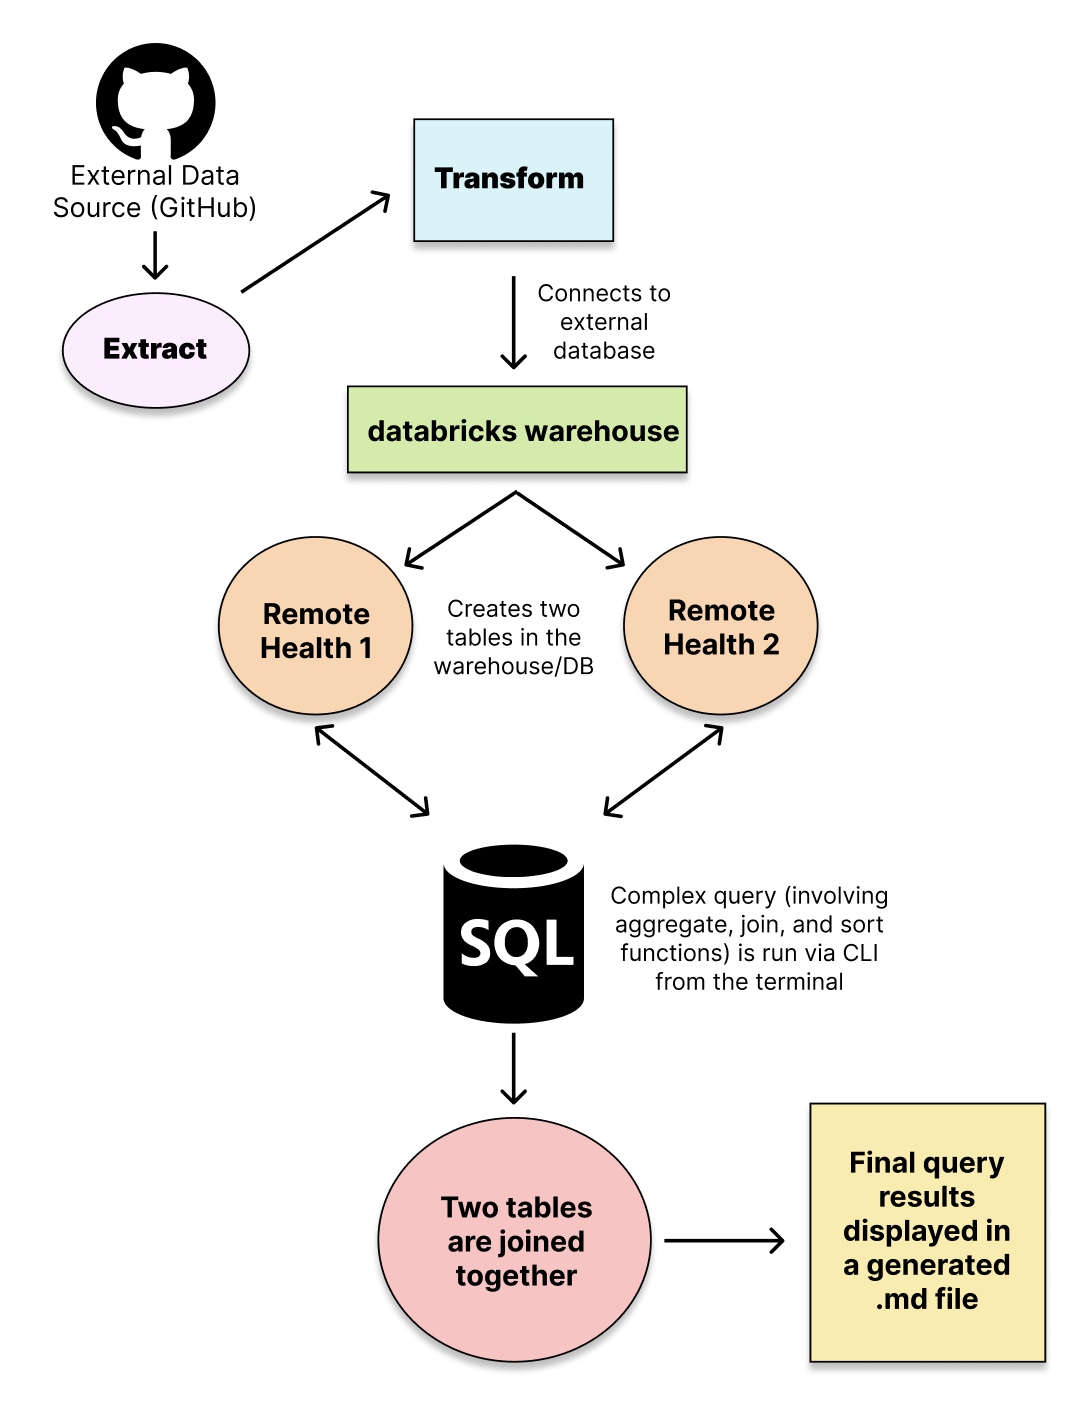 External Data
Source (GitHub)
Transform
Extract
Connects to
external
database
databricks warehouse
Remote
Health 1
Creates two
tables in the
warehouse/DB
Remote
Health 2
SQL
Complex query (involving
aggregate, join, and sort
functions) is run via CLI
from the terminal
Two tables
are joined
together
Final query
results
displayed in
a generated
.md file